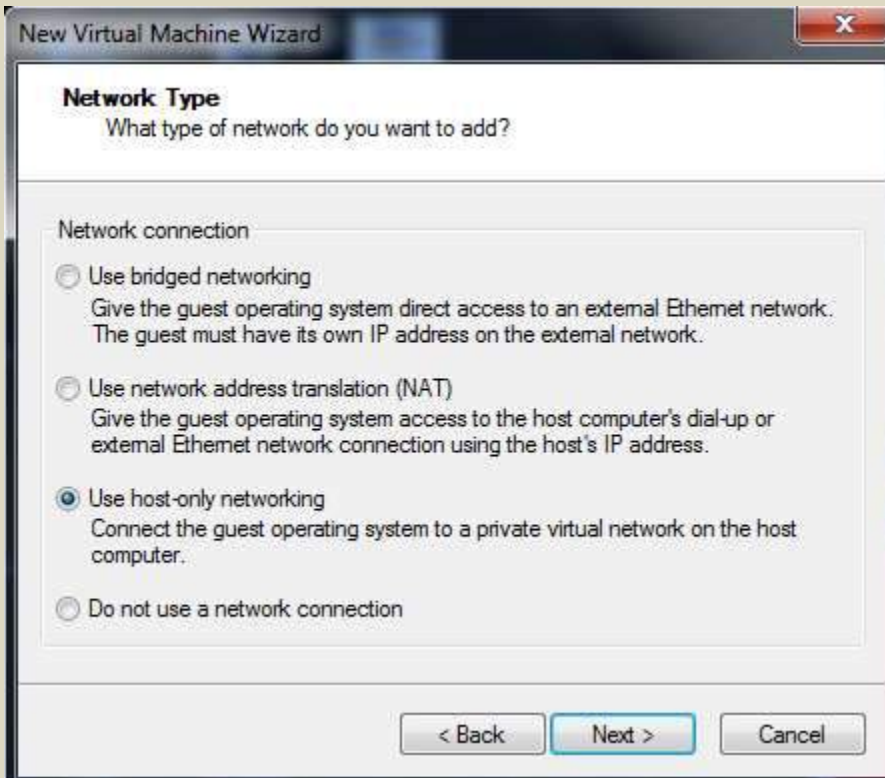 New Virtual Machine Wizard
Network Type
What type of network do you want to add?
Network connection
Use bridged networking
Give the guest operating system direct access to an external Ethernet network.
The guest must have its own IP address on the external network.
Use network address translation (NAT)
Give the guest operating system access to the host computer's dial-up or
external Ethernet network connection using the host's IP address.
Use host-only networking
Connect the guest operating system to a private virtual network on the host
computer.
Do not use a network connection
< Back Next > Cancel